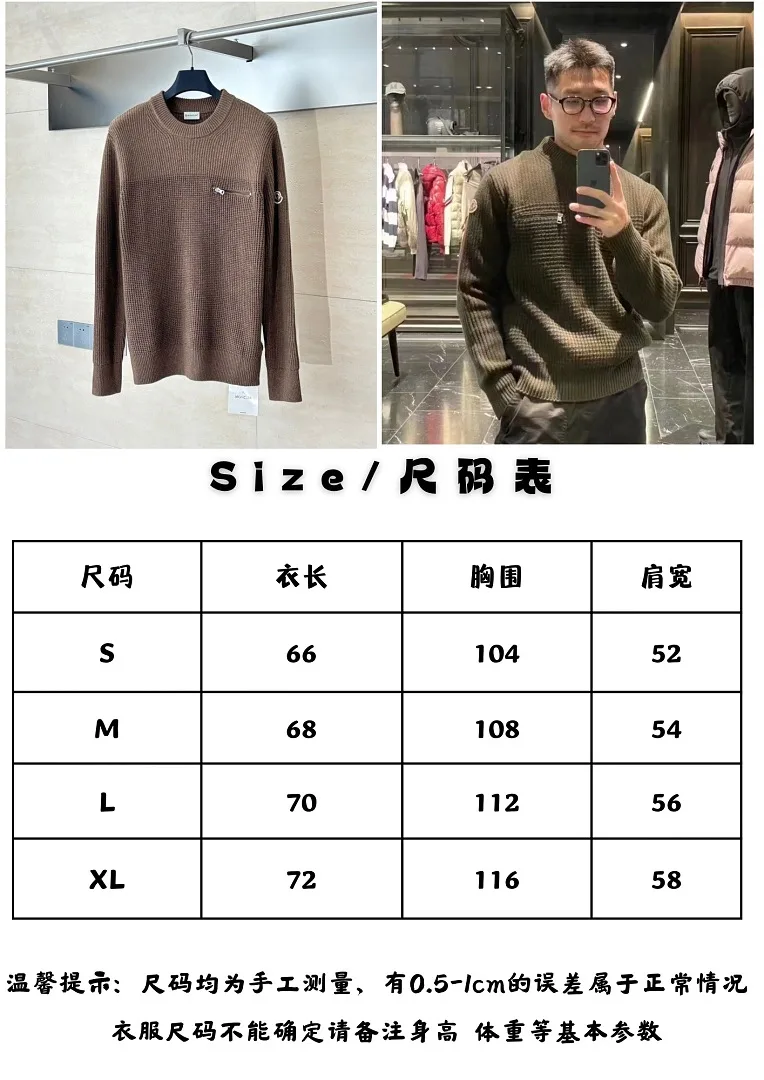 Size/尺码表
尺码 衣长 胸围 肩宽
S 66 104 52
M 68 108 54
L 70 112 56
XL 72 116 58
温馨提示：尺码均为手工测量、有0.5-1cm的误差属于正常情况
衣服尺码不能确定请备注身高 体重等基本参数